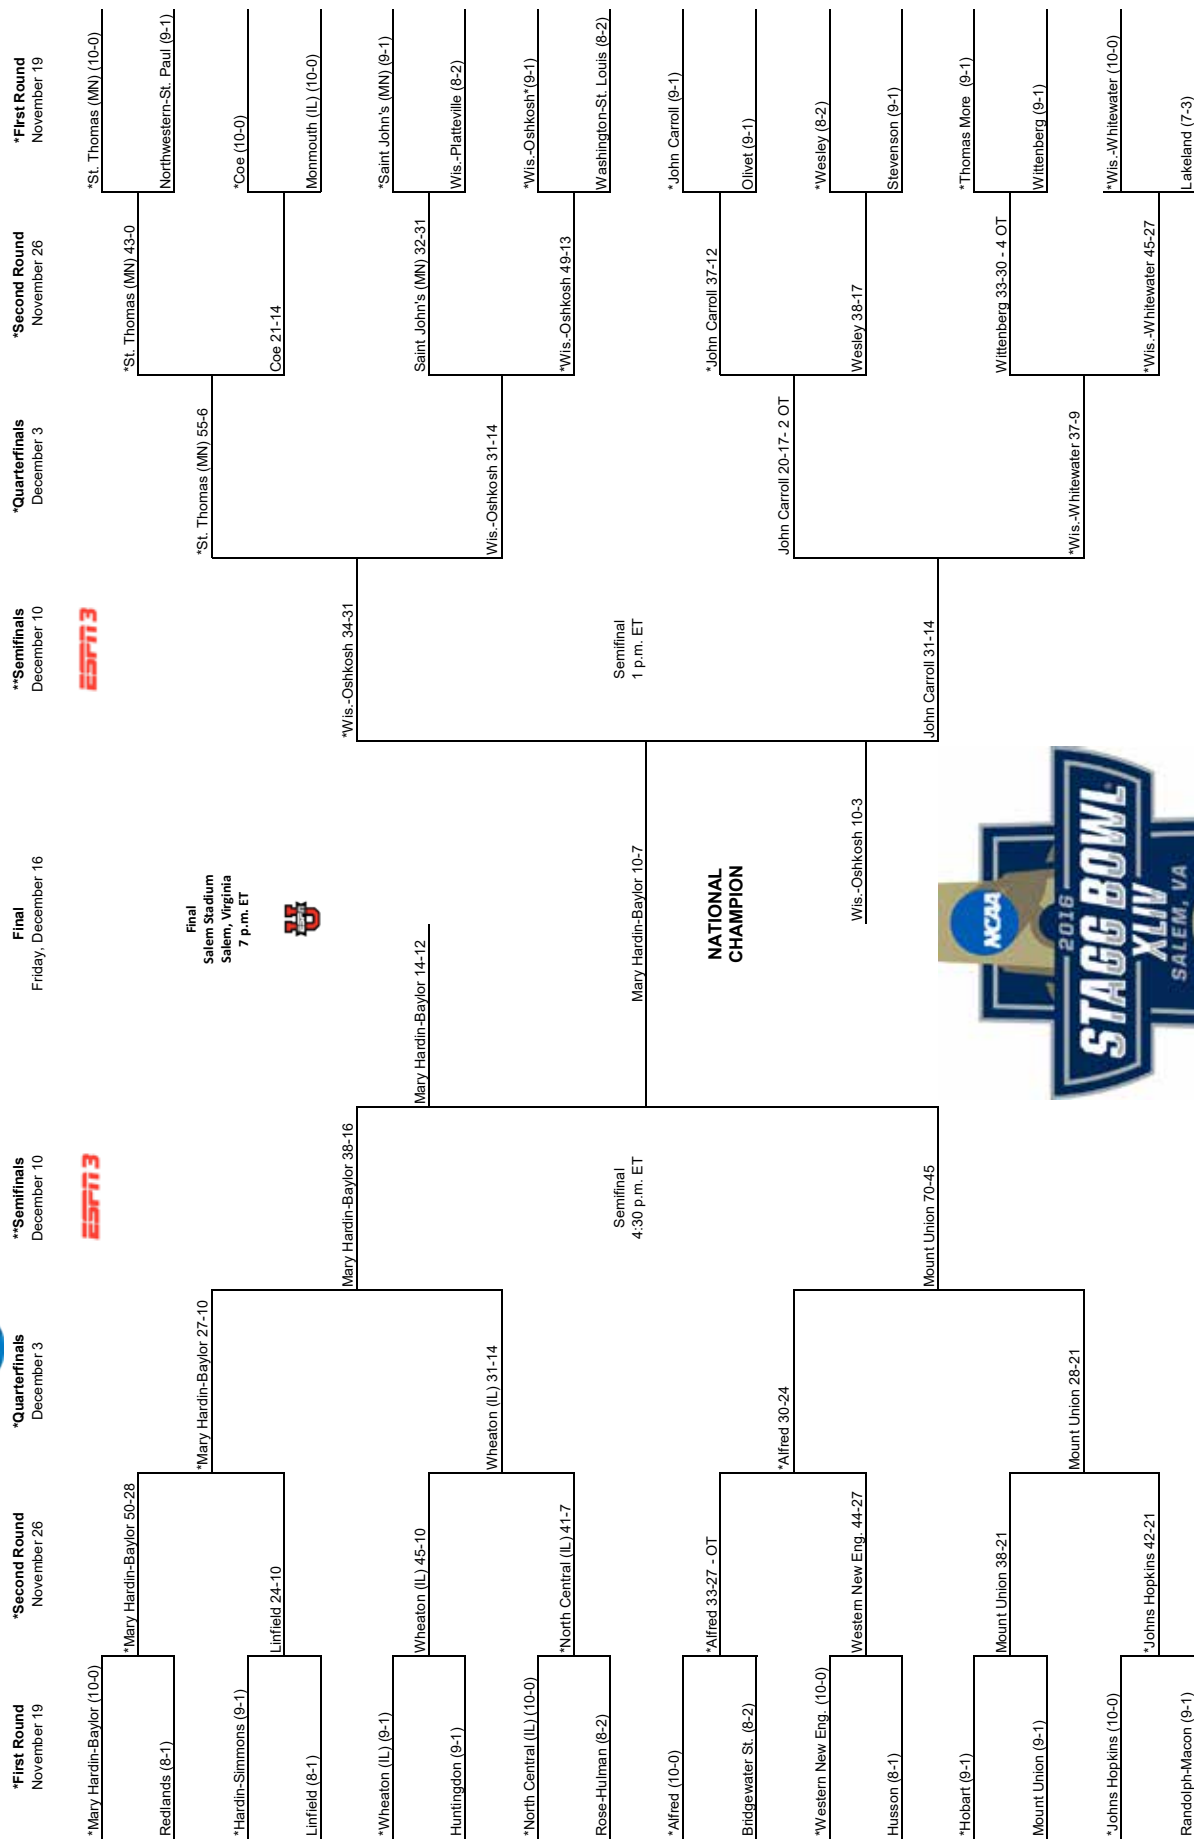 *First Round
November 19
*Second Round
November 26
*Quarterfinals
December 3
**Semifinals
December 10
Final
Friday, December 16
**Semifinals
December 10
*Quarterfinals
December 3
*Second Round
November 26
*First Round
November 19
ESPN3
ESPN3
*Mary Hardin-Baylor (10-0)
Redlands (8-1)
*Hardin-Simmons (9-1)
Linfield (8-1)
*Wheaton (IL) (9-1)
Huntingdon (9-1)
*North Central (IL) (10-0)
Rose-Hulman (8-2)
*Alfred (10-0)
Bridgewater St. (8-2)
*Western New Eng. (10-0)
Husson (8-1)
*Hobart (9-1)
Mount Union (9-1)
*Johns Hopkins (10-0)
Randolph-Macon (9-1)
*Mary Hardin-Baylor 50-28
Linfield 24-10
Wheaton (IL) 45-10
*North Central (IL) 41-7
*Alfred 33-27 - OT
Western New Eng. 44-27
Mount Union 38-21
*Johns Hopkins 42-21
*Mary Hardin-Baylor 27-10
Wheaton (IL) 31-14
*Alfred 30-24
Mount Union 28-21
Mary Hardin-Baylor 38-16
Semifinal
4:30 p.m. ET
Mount Union 70-45
Final
Salem Stadium
Salem, Virginia
7 p.m. ET
ESPN
U
Mary Hardin-Baylor 14-12
Mary Hardin-Baylor 10-7
NATIONAL
CHAMPION
Wis.-Oshkosh 10-3
NCAA
2016
STAGG BOWL
XLIV
SALEM, VA
*Wis.-Oshkosh 34-31
Semifinal
1 p.m. ET
John Carroll 31-14
*St. Thomas (MN) 55-6
Wis.-Oshkosh 31-14
John Carroll 20-17- 2 OT
*Wis.-Whitewater 37-9
*St. Thomas (MN) 43-0
Coe 21-14
Saint John's (MN) 32-31
*Wis.-Oshkosh 49-13
*John Carroll 37-12
Wesley 38-17
Wittenberg 33-30 - 4 OT
*Wis.-Whitewater 45-27
*St. Thomas (MN) (10-0)
Northwestern-St. Paul (9-1)
*Coe (10-0)
Monmouth (IL) (10-0)
*Saint John's (MN) (9-1)
Wis.-Platteville (8-2)
*Wis.-Oshkosh*(9-1)
Washington-St. Louis (8-2)
*John Carroll (9-1)
Olivet (9-1)
*Wesley (8-2)
Stevenson (9-1)
*Thomas More (9-1)
Wittenberg (9-1)
*Wis.-Whitewater (10-0)
Lakeland (7-3)